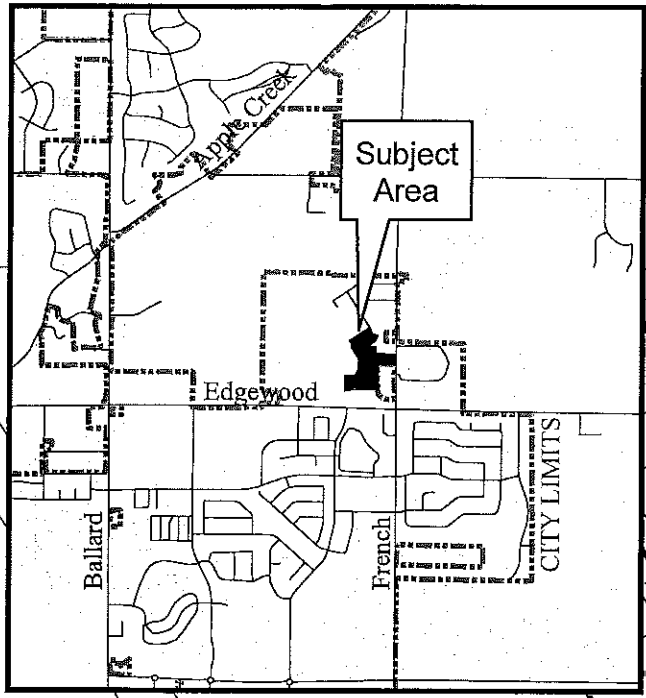 Apple Creek
Subject
Area
Edgewood
Ballard
French
CITY LIMITS